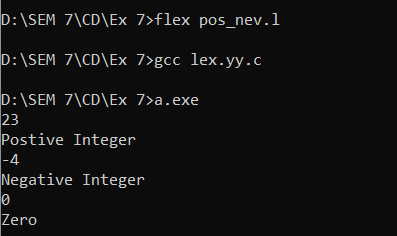 D:\SEM 7\CD\Ex 7>flex pos_nev.l
D:\SEM 7\CD\Ex 7>gcc lex.yy.c
D:\SEM 7\CD\Ex 7>a.exe
23
Postive Integer
-4
Negative Integer
0
Zero